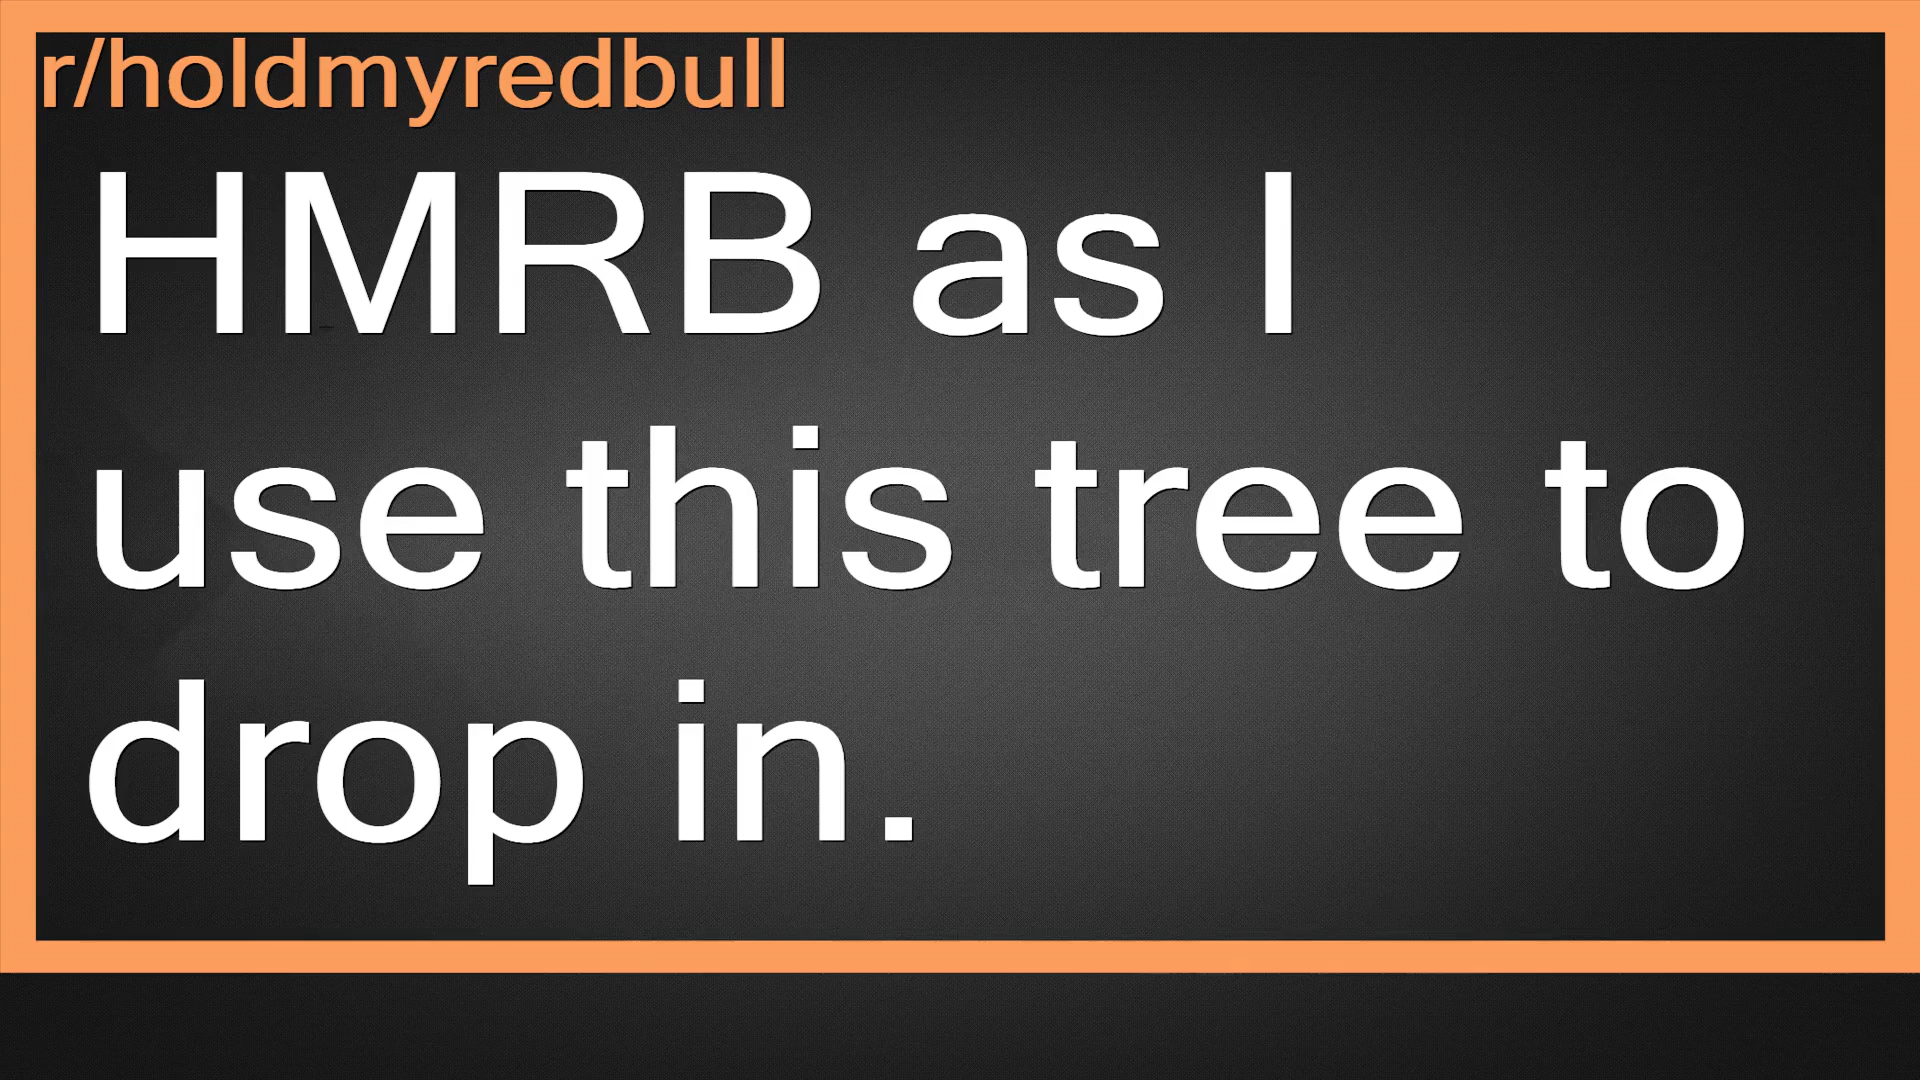 r/holdmyredbull
HMRB as I
use this tree to
drop in.